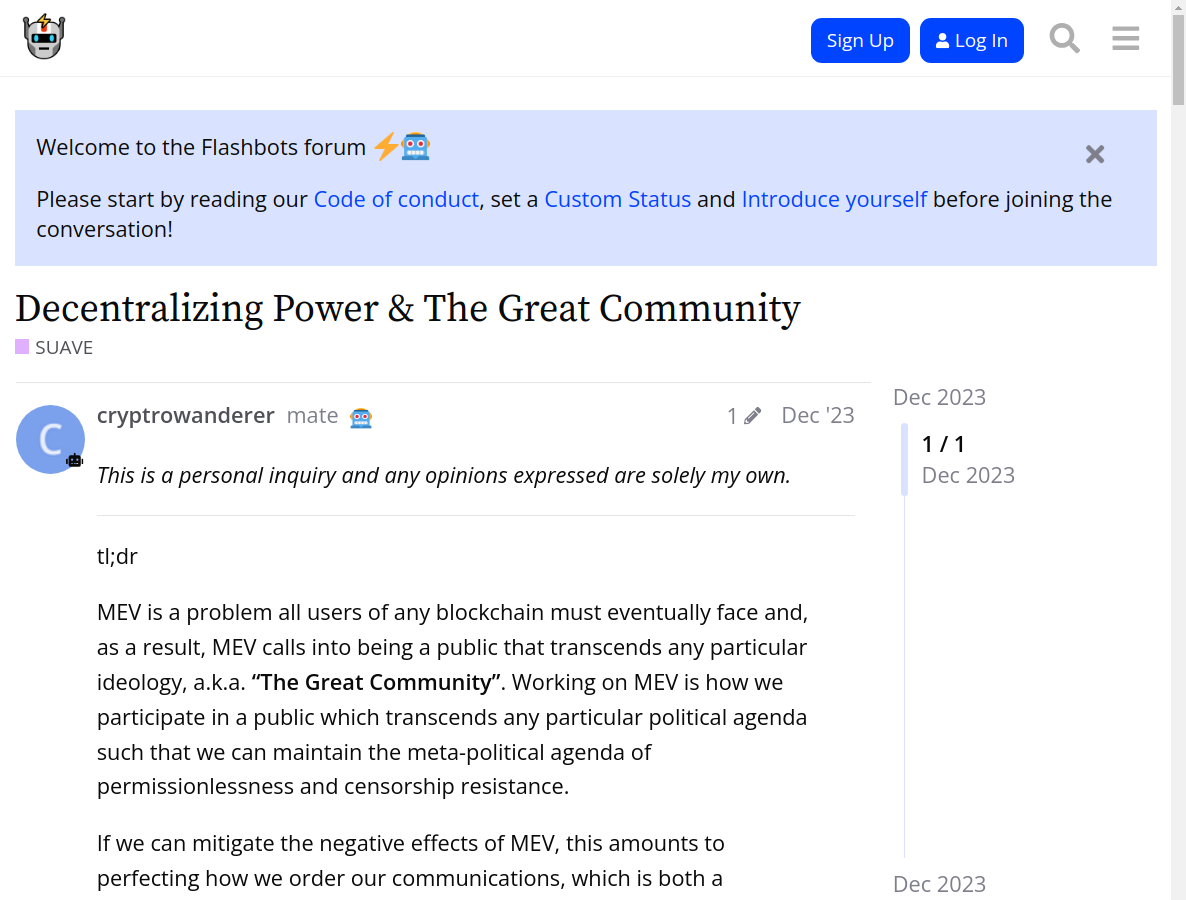 Sign Up
Log In
Welcome to the Flashbots forum
Please start by reading our Code of conduct, set a Custom Status and Introduce yourself before joining the
conversation!
Decentralizing Power & The Great Community
SUAVE
cryptrowanderer mate
1
Dec '23
This is a personal inquiry and any opinions expressed are solely my own.
tl;dr
MEV is a problem all users of any blockchain must eventually face and,
as a result, MEV calls into being a public that transcends any particular
ideology, a.k.a. “The Great Community”. Working on MEV is how we
participate in a public which transcends any particular political agenda
such that we can maintain the meta-political agenda of
permissionlessness and censorship resistance.
If we can mitigate the negative effects of MEV, this amounts to
perfecting how we order our communications, which is both a
Dec 2023
1 / 1
Dec 2023
Dec 2023
C